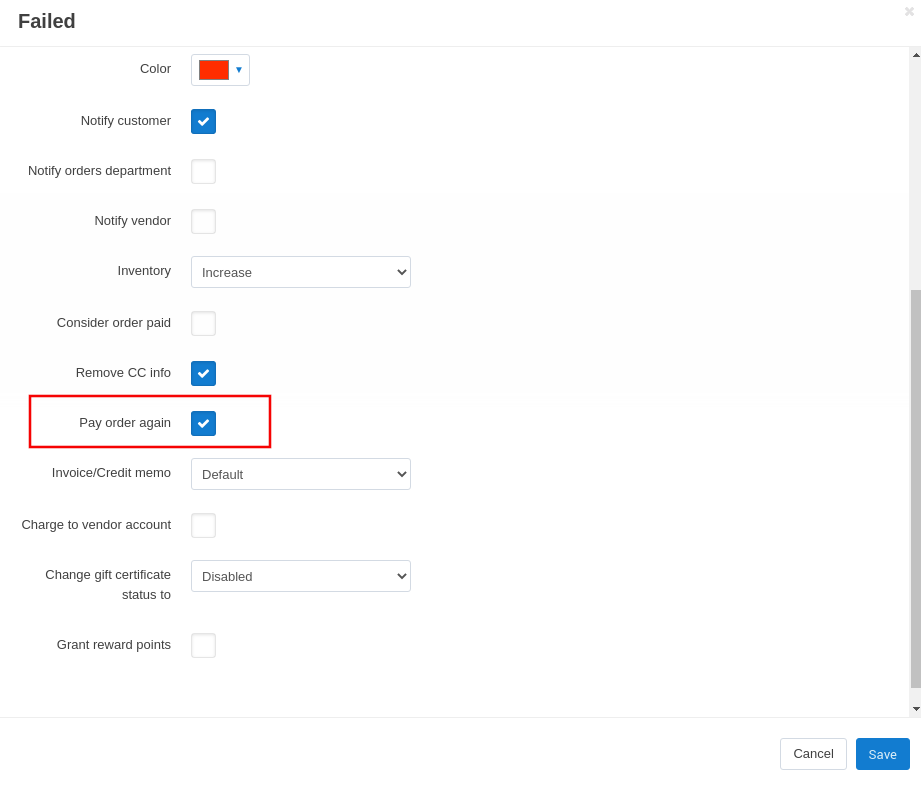 Failed
Color
Notify customer
Notify orders department
Notify vendor
Inventory Increase
Consider order paid
Remove CC info
Pay order again
Invoice/Credit memo Default
Charge to vendor account
Change gift certificate Disabled
status to
Grant reward points
Cancel Save